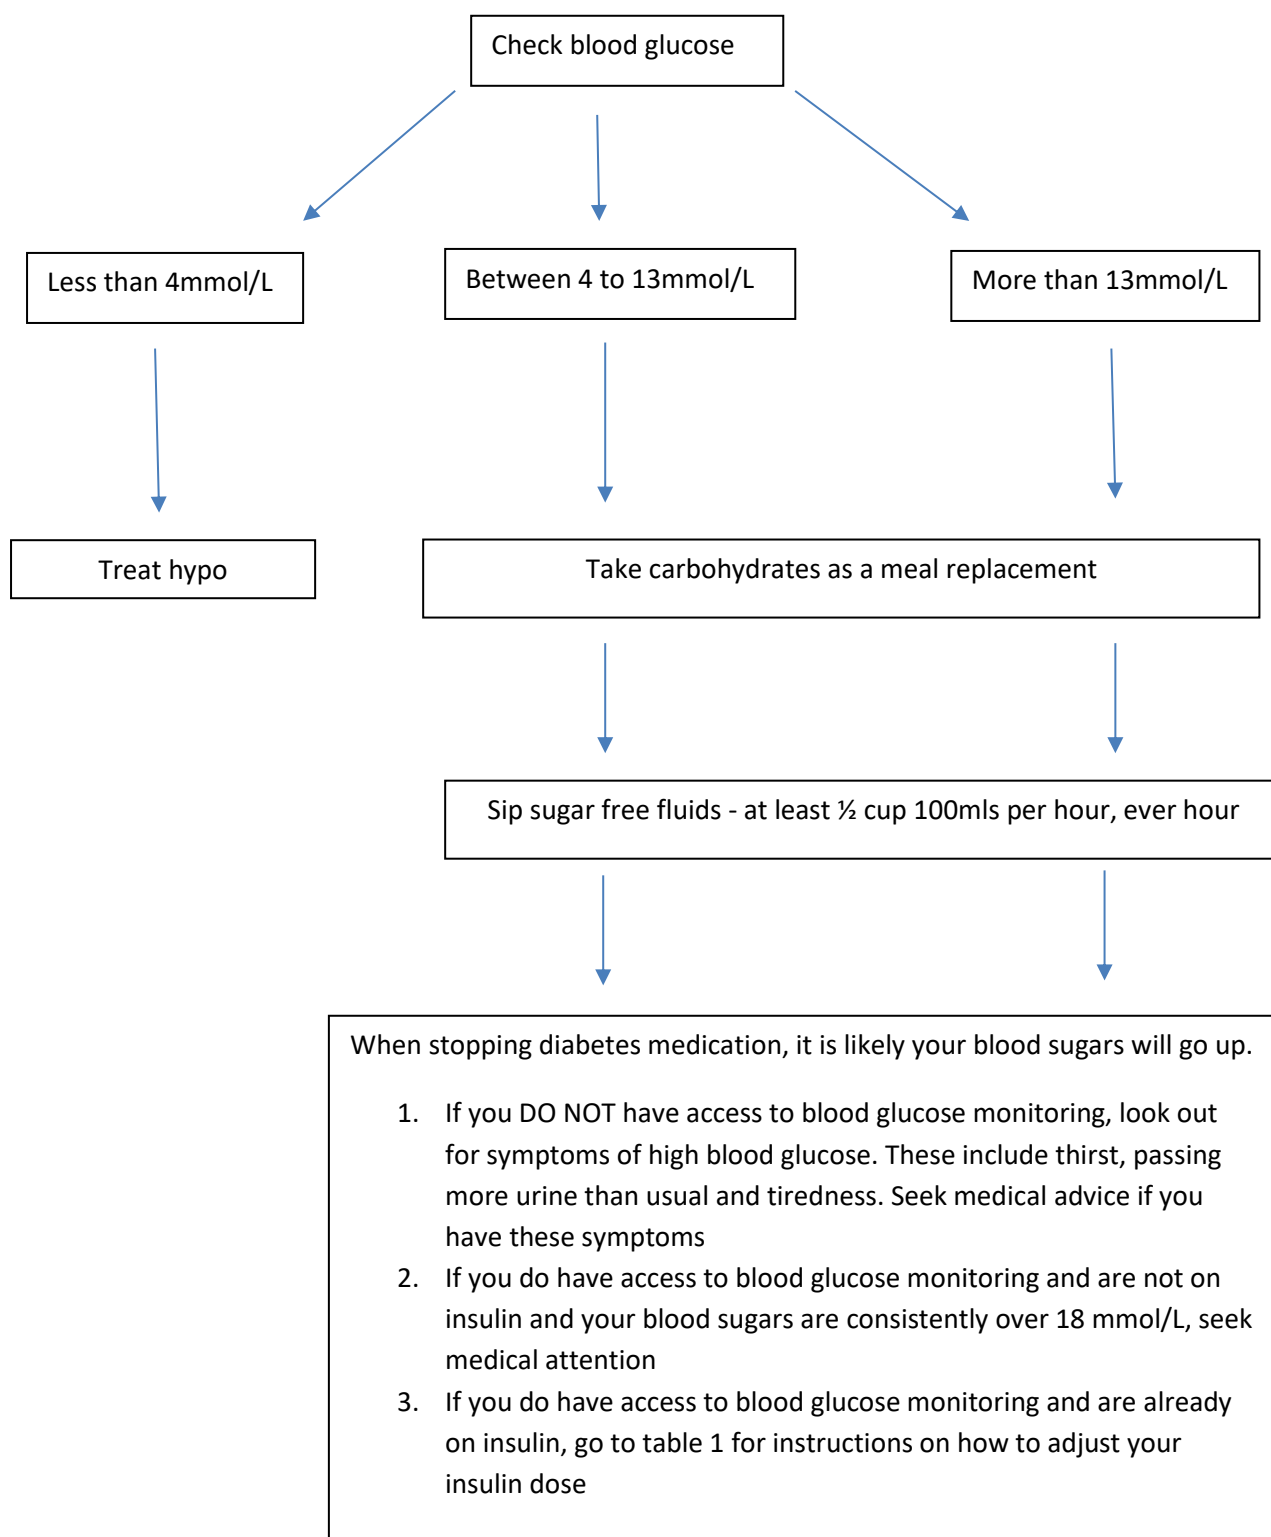 Check blood glucose
Less than 4mmol/L
Between 4 to 13mmol/L
More than 13mmol/L
Treat hypo
Take carbohydrates as a meal replacement
Sip sugar free fluids - at least ½ cup 100mls per hour, ever hour
When stopping diabetes medication, it is likely your blood sugars will go up.
1. If you DO NOT have access to blood glucose monitoring, look out
for symptoms of high blood glucose. These include thirst, passing
more urine than usual and tiredness. Seek medical advice if you
have these symptoms
2. If you do have access to blood glucose monitoring and are not on
insulin and your blood sugars are consistently over 18 mmol/L, seek
medical attention
3. If you do have access to blood glucose monitoring and are already
on insulin, go to table 1 for instructions on how to adjust your
insulin dose